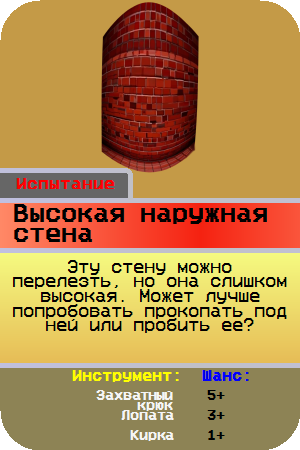 Испытание
Высокая наружная
стена
Эту стену можно
перелезть, но она слишком
высокая. Может лучше
попробовать прокопать под
ней или пробить ее?
Инструмент: Шанс:
Захватный крюк 5+
Лопата 3+
Кирка 1+